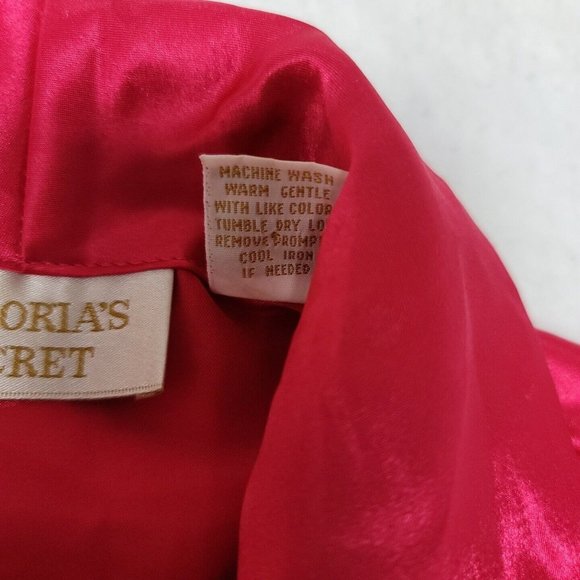 MACHINE WASH
WARM GENTLE
WITH LIKE COLOR
TUMBLE DRY LO
REMOVE PROMPT
COOL IRON
IF NEEDED
ORIA'S
CRET